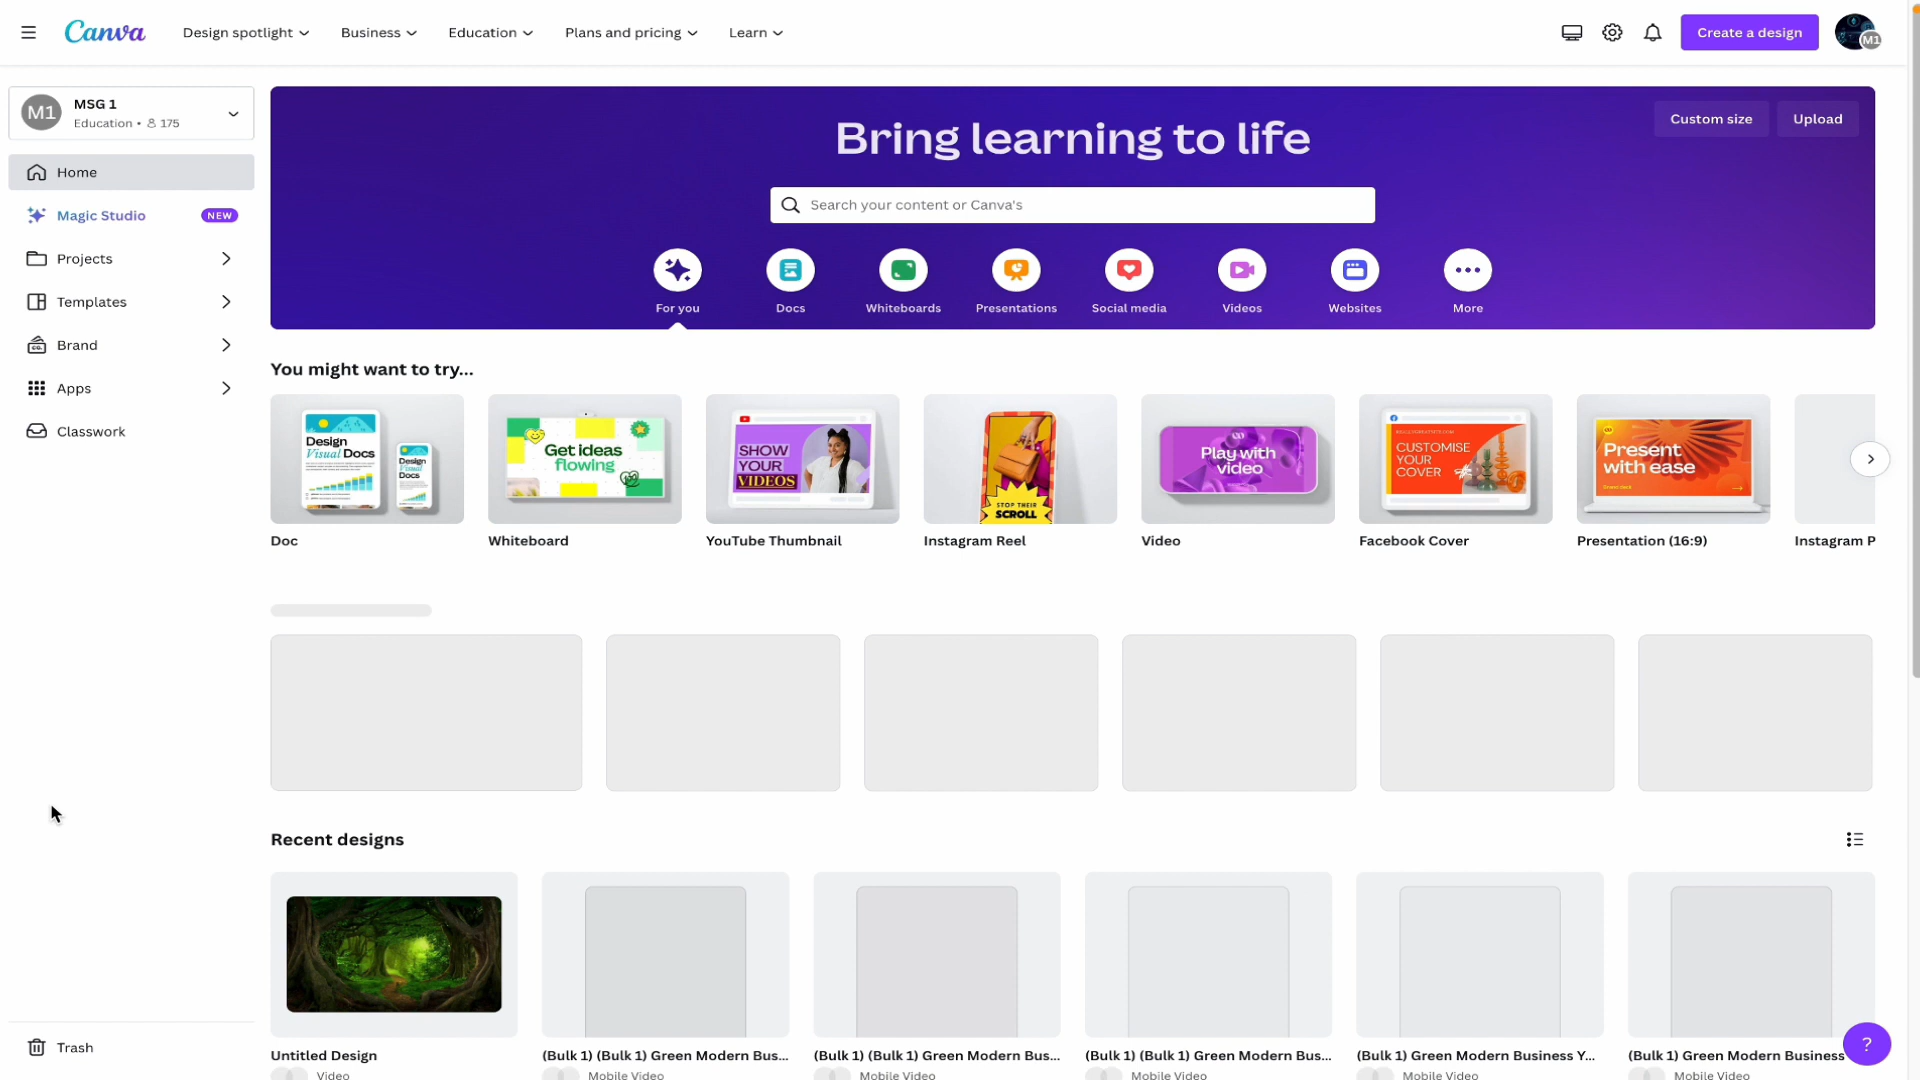 Canva
Design spotlight
Business
Education
Plans and pricing
Learn
Create a design
M1
M1
MSG 1
Education • 175
Home
Magic Studio
NEW
Projects
Templates
Brand
Apps
Classwork
Trash
Bring learning to life
Custom size
Upload
Search your content or Canva's
For you
Docs
Whiteboards
Presentations
Social media
Videos
Websites
More
You might want to try...
Design
Visual Docs
Design
Visual
Docs
Get ideas
flowing
SHOW
YOUR
VIDEOS
STOP THEIR
SCROLL
Play with
video
CUSTOMISE
YOUR
COVER
Present
with ease
Doc
Whiteboard
YouTube Thumbnail
Instagram Reel
Video
Facebook Cover
Presentation (16:9)
Instagram P
Recent designs
Untitled Design
Video
(Bulk 1) (Bulk 1) Green Modern Bus...
Mobile Video
(Bulk 1) (Bulk 1) Green Modern Bus...
Mobile Video
(Bulk 1) (Bulk 1) Green Modern Bus...
Mobile Video
(Bulk 1) Green Modern Business Y...
Mobile Video
(Bulk 1) Green Modern Business
Mobile Video
?